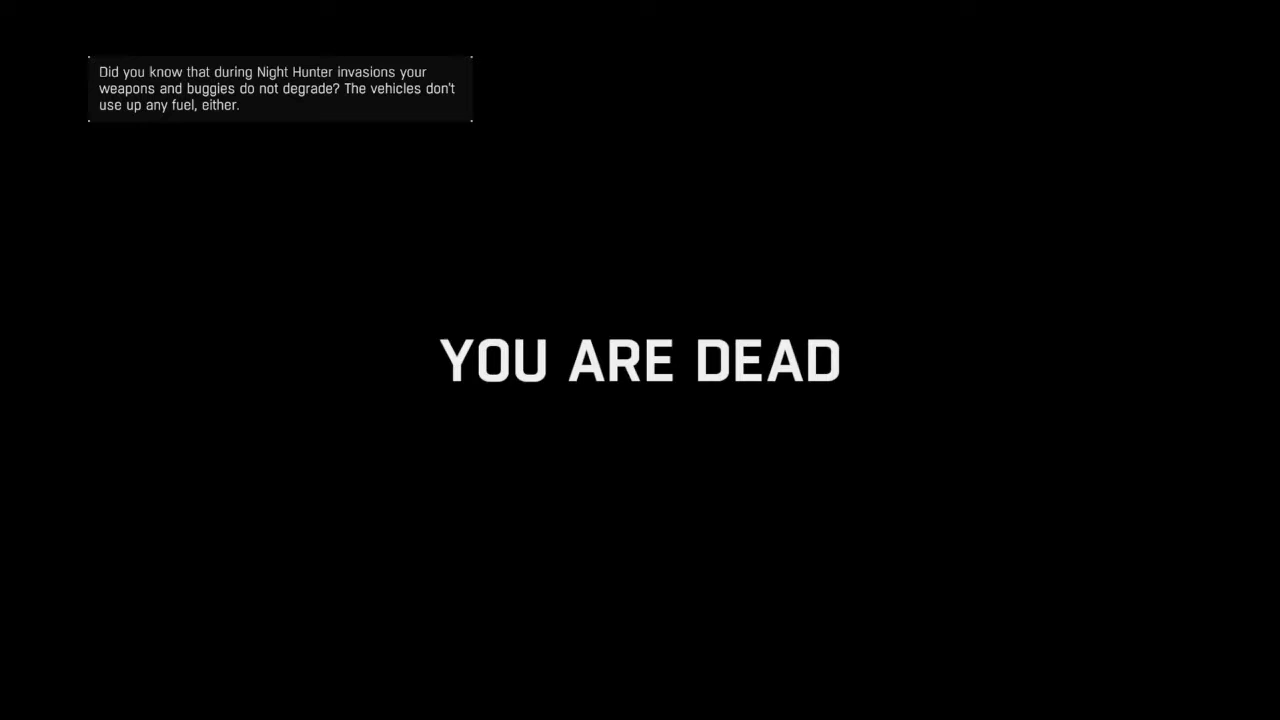 Did you know that during Night Hunter invasions your
weapons and buggies do not degrade? The vehicles don't
use up any fuel, either.
YOU ARE DEAD